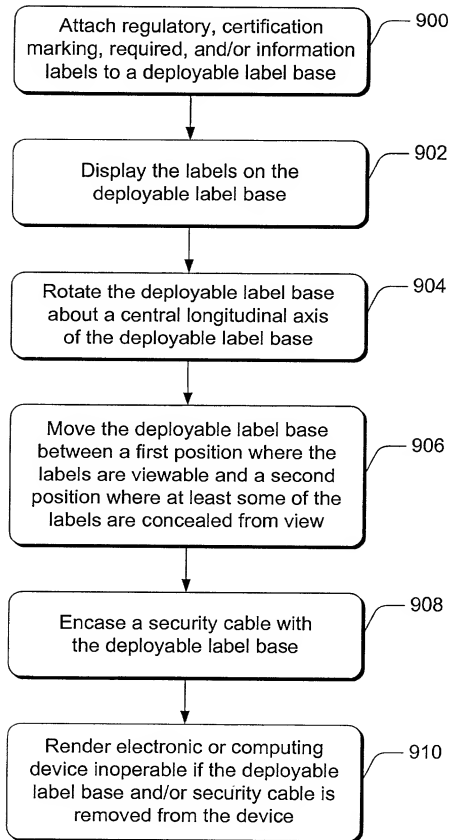 Attach regulatory, certification
marking, required, and/or information
labels to a deployable label base
900
Display the labels on the
deployable label base
902
Rotate the deployable label base
about a central longitudinal axis
of the deployable label base
904
Move the deployable label base
between a first position where the
labels are viewable and a second
position where at least some of the
labels are concealed from view
906
Encase a security cable with
the deployable label base
908
Render electronic or computing
device inoperable if the deployable
label base and/or security cable is
removed from the device
910